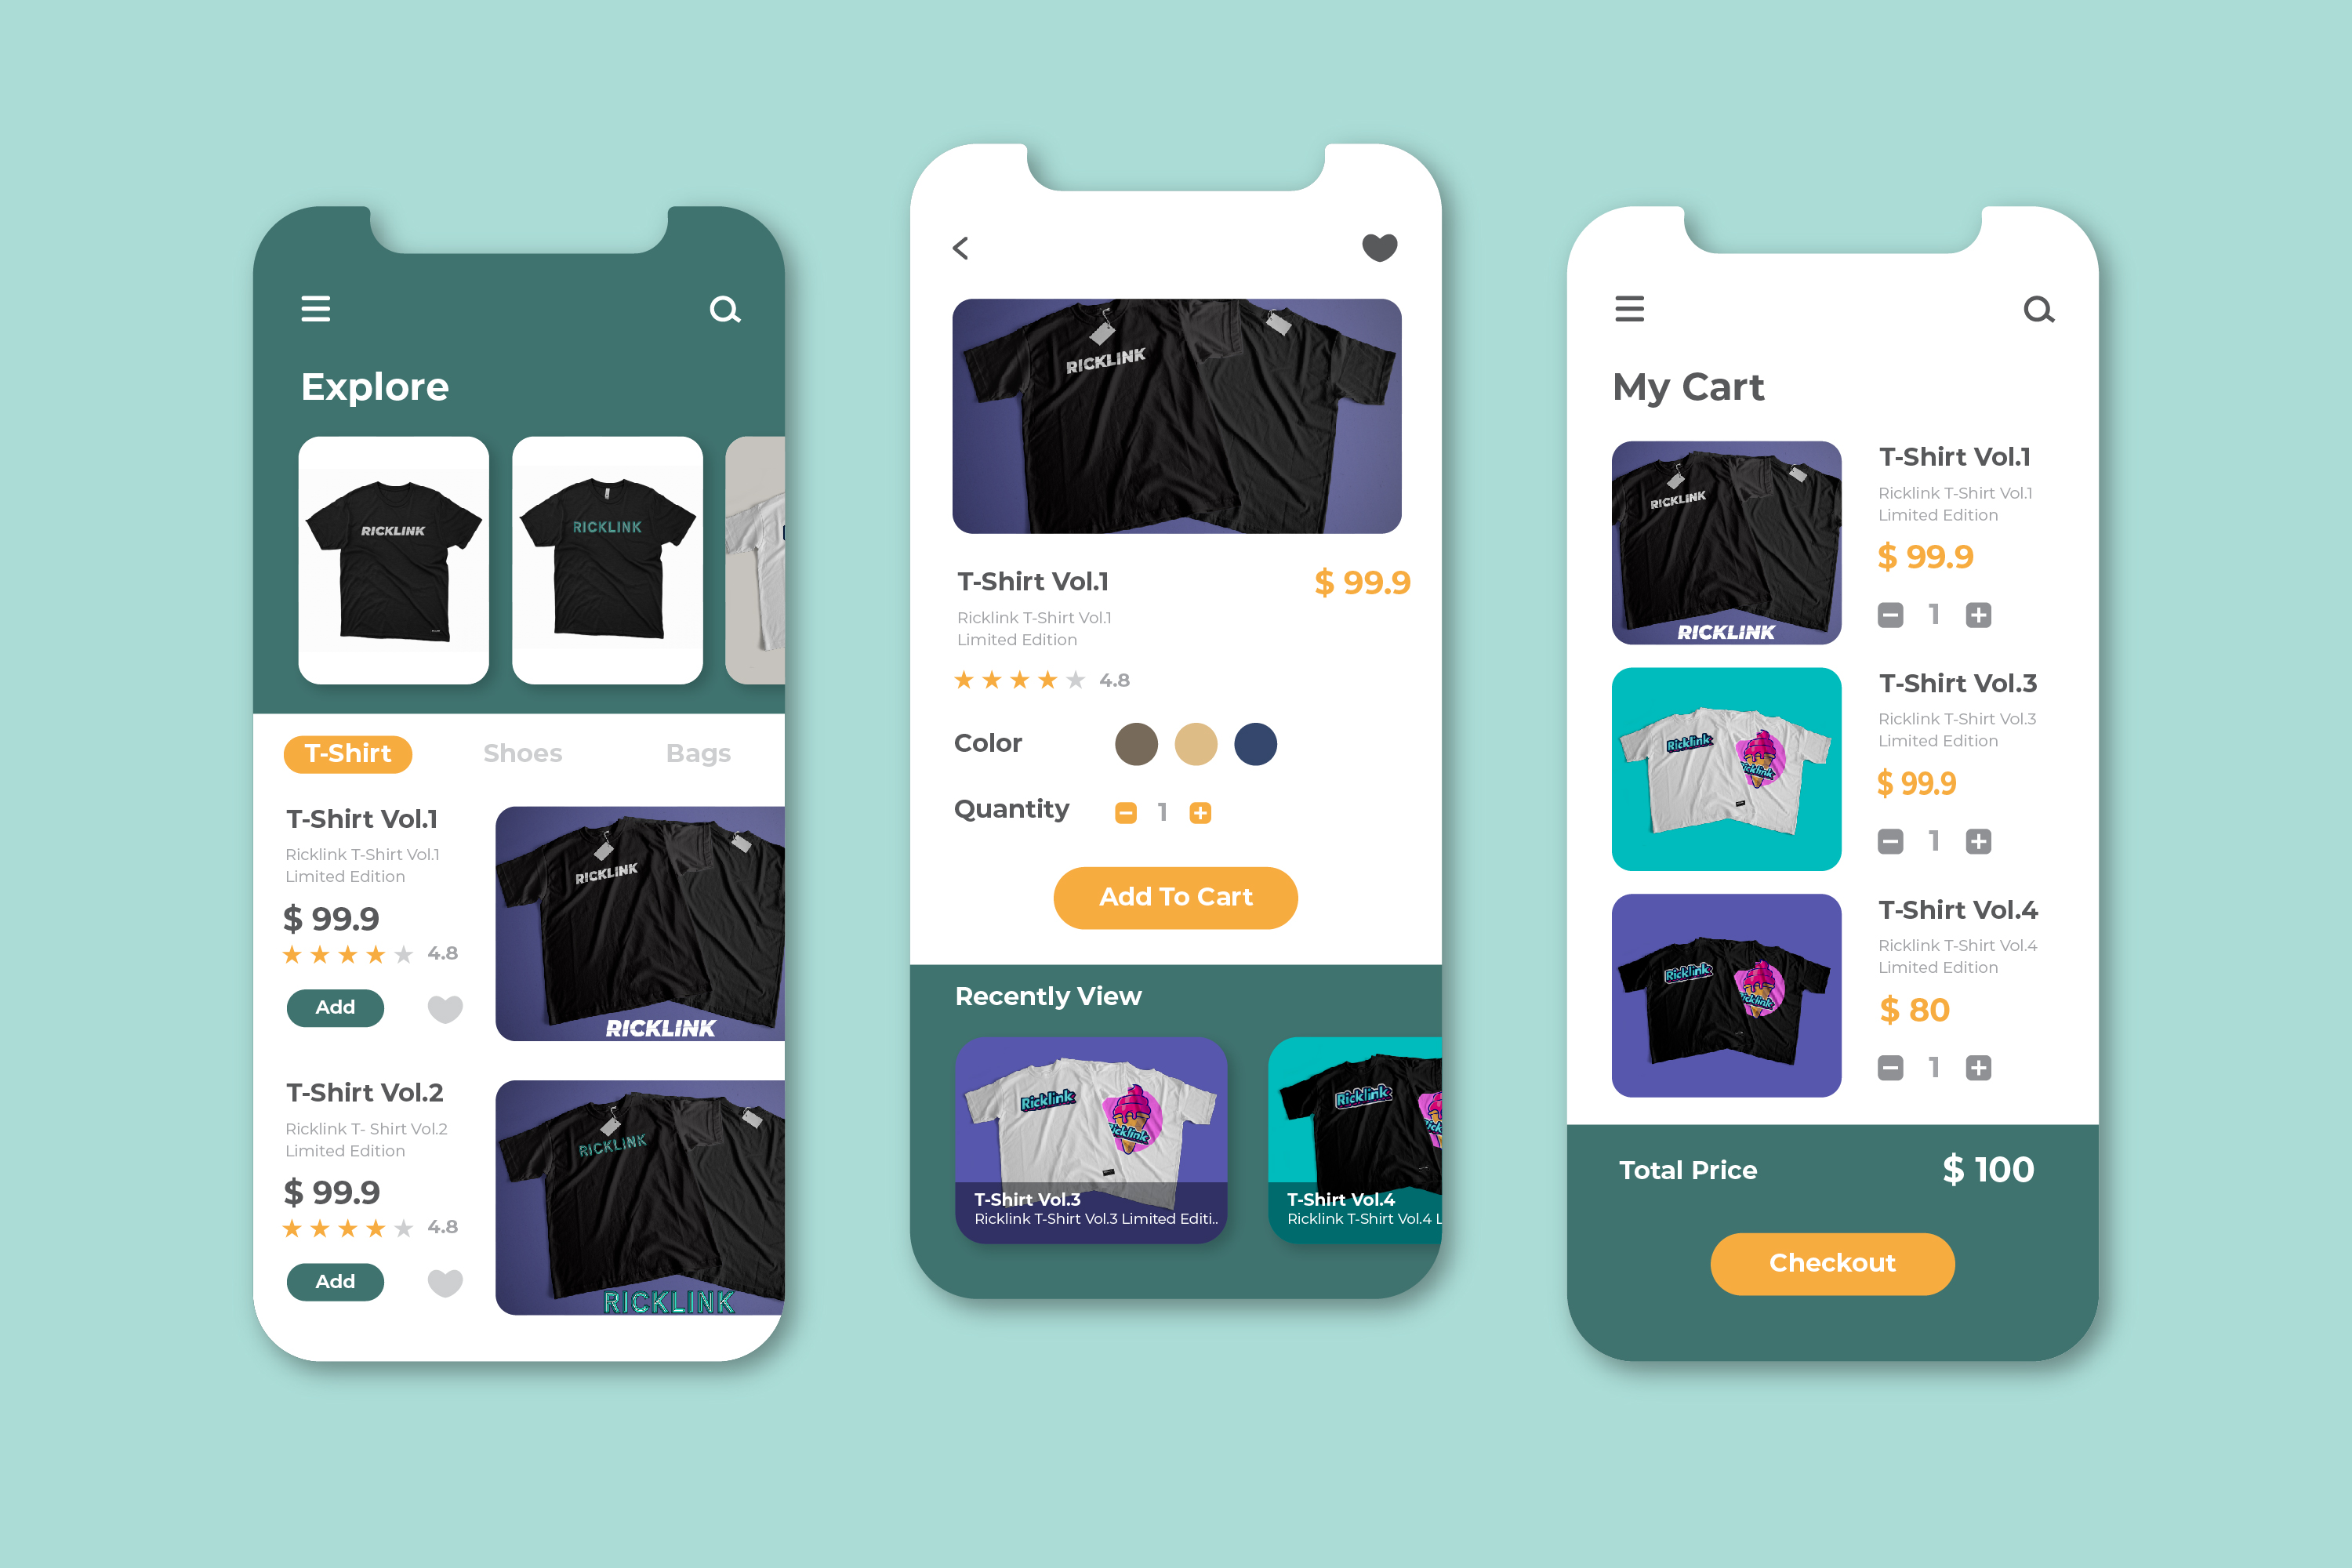 Explore
RICKLINK
RICKLINK
T-Shirt
Shoes
Bags
T-Shirt Vol.1
Ricklink T-Shirt Vol.1
Limited Edition
$ 99.9
4.8
Add
RICKLINK
RICKLINK
T-Shirt Vol.2
Ricklink T- Shirt Vol.2
Limited Edition
$ 99.9
4.8
Add
RICKLINK
RICKLINK
RICKLINK
T-Shirt Vol.1
$ 99.9
Ricklink T-Shirt Vol.1
Limited Edition
4.8
Color
Quantity
1
Add To Cart
Recently View
Ricklink
Ricklink
T-Shirt Vol.3
Ricklink T-Shirt Vol.3 Limited Editi..
Ricklink
T-Shirt Vol.4
Ricklink T-Shirt Vol.4 L
My Cart
RICKLINK
RICKLINK
T-Shirt Vol.1
Ricklink T-Shirt Vol.1
Limited Edition
$ 99.9
1
Ricklink
Ricklink
T-Shirt Vol.3
Ricklink T-Shirt Vol.3
Limited Edition
$ 99.9
1
Ricklink
Ricklink
T-Shirt Vol.4
Ricklink T-Shirt Vol.4
Limited Edition
$ 80
1
Total Price
$ 100
Checkout